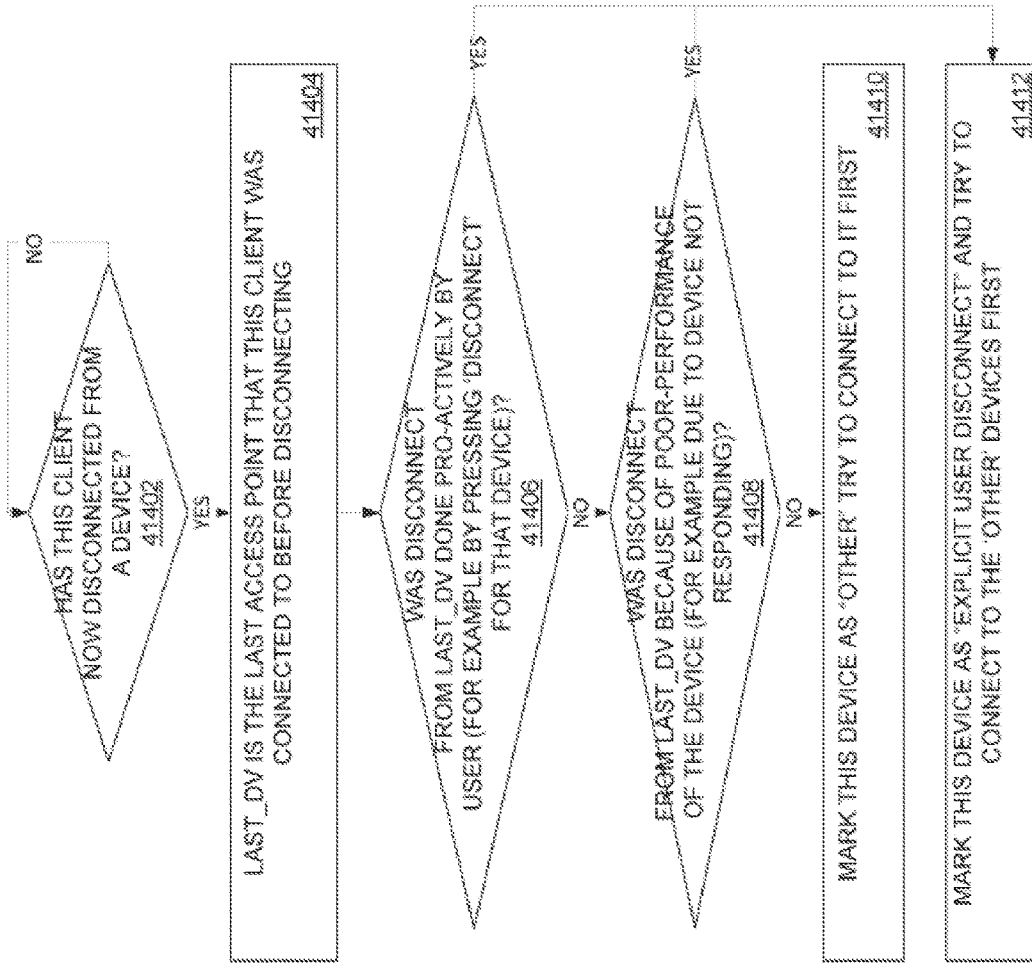 HAS THIS CLIENT
NOW DISCONNECTED FROM
A DEVICE?
41402
NO
YES
LAST_DV IS THE LAST ACCESS POINT THAT THIS CLIENT WAS
CONNECTED TO BEFORE DISCONNECTING
41404
WAS DISCONNECT
FROM LAST_DV DONE PRO-ACTIVELY BY
USER (FOR EXAMPLE BY PRESSING 'DISCONNECT'
FOR THAT DEVICE)?
41406
YES
NO
WAS DISCONNECT
FROM LAST_DV BECAUSE OF POOR-PERFORMANCE
OF THE DEVICE (FOR EXAMPLE DUE TO DEVICE NOT
RESPONDING)?
41408
YES
NO
MARK THIS DEVICE AS "OTHER" TRY TO CONNECT TO IT FIRST
41410
MARK THIS DEVICE AS "EXPLICIT USER DISCONNECT" AND TRY TO
CONNECT TO THE 'OTHER' DEVICES FIRST
41412